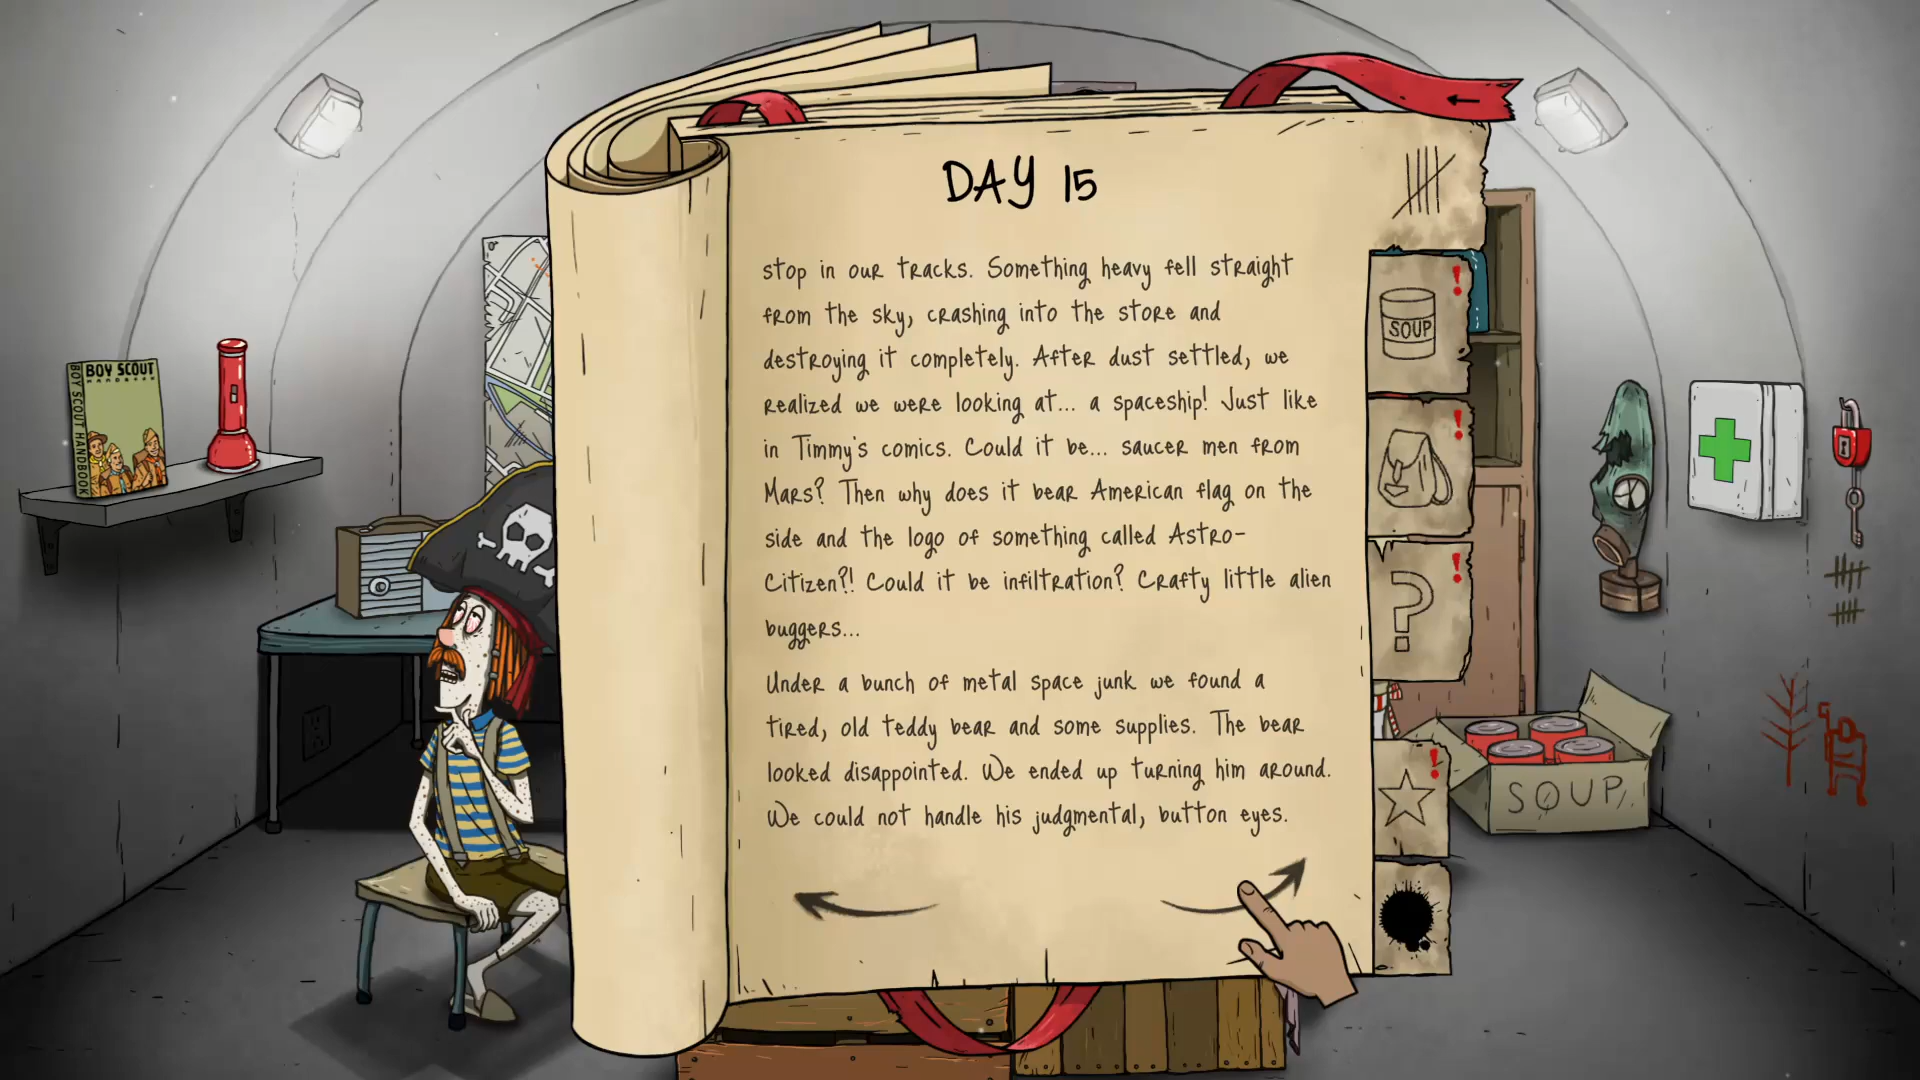 DAY 15
stop in our tracks. Something heavy fell straight
from the sky, crashing into the store and
destroying it completely. After dust settled, we
realized we were looking at... a spaceship! Just like
in Timmy's comics. Could it be... saucer men from
Mars? Then why does it bear American flag on the
side and the logo of something called Astro-
Citizen?! Could it be infiltration? Crafty little alien
buggers...
Under a bunch of metal space junk we found a
tired, old teddy bear and some supplies. The bear
looked disappointed. We ended up turning him around.
We could not handle his judgmental, button eyes.
SOUP
!
!
?
!
!
BOY SCOUT
HANDBOOK
BOY SCOUT HANDBOOK
SOUP